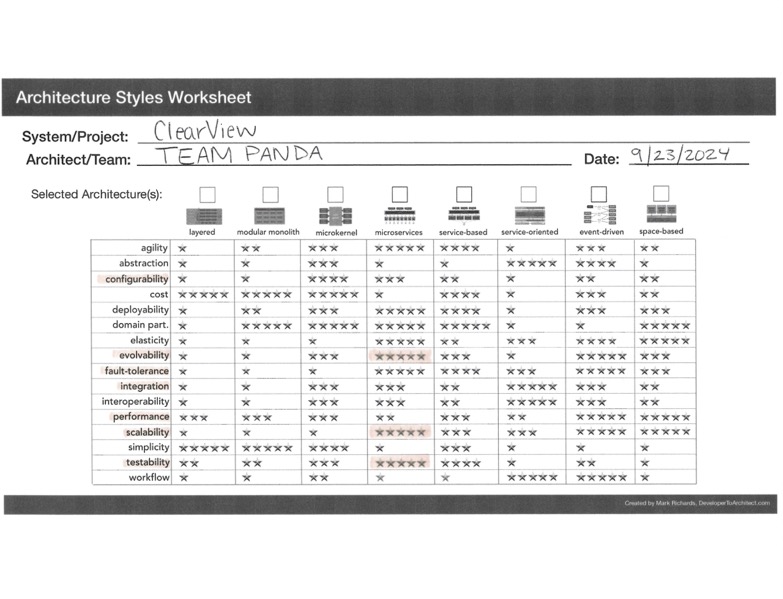 Architecture Styles Worksheet
System/Project: ClearView
Architect/Team: TEAM PANDA Date: 9/23/2024
Selected Architecture(s):
layered modular monolith microkernel microservices service-based service-oriented event-driven space-based
agility ★ ★★ ★★★ ★★★★★ ★★★★ ★ ★★★ ★★
abstraction ★ ★ ★★★ ★ ★ ★★★★★ ★★★★ ★
configurability ★ ★ ★★★★ ★★★ ★★ ★ ★★ ★★
cost ★★★★★ ★★★★★ ★★★★★ ★ ★★★★ ★ ★★★ ★★
deployability ★ ★★ ★★★ ★★★★★ ★★★★ ★ ★★★ ★★★
domain part. ★ ★★★★★ ★★★★★ ★★★★★ ★★★★★ ★ ★ ★★★★★
elasticity ★ ★ ★ ★★★★★ ★★ ★★★ ★★★★ ★★★★★
evolvability ★ ★ ★★★ ★★★★★ ★★★ ★ ★★★★★ ★★★
fault-tolerance ★ ★ ★ ★★★★★ ★★★★ ★★★ ★★★★★ ★★★
integration ★ ★ ★★★ ★★★ ★★ ★★★★★ ★★★ ★★
interoperability ★ ★ ★★★ ★★★ ★★ ★★★★★ ★★★ ★★
performance ★★★ ★★★ ★★★ ★★ ★★★ ★★ ★★★★★ ★★★★★
scalability ★ ★ ★ ★★★★★ ★★★ ★★★ ★★★★★ ★★★★★
simplicity ★★★★★ ★★★★★ ★★★★ ★ ★★★ ★ ★ ★
testability ★★ ★★ ★★★ ★★★★★ ★★★★ ★ ★★ ★
workflow ★ ★ ★★ ★ ★ ★★★★★ ★★★★★ ★
Created by Mark Richards, DeveloperToArchitect.com